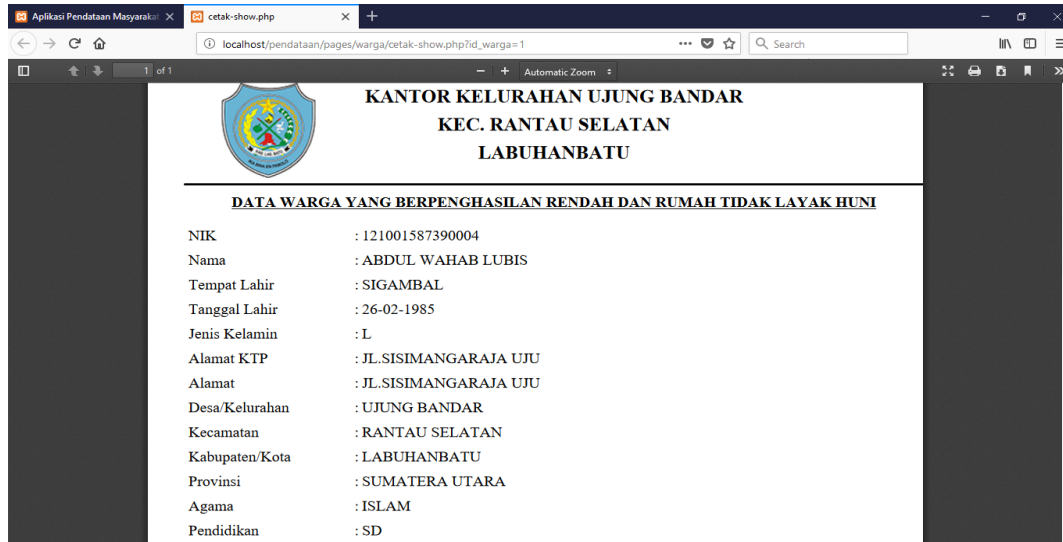 Aplikasi Pendataan Masyarakat
cetak-show.php
localhost/pendataan/pages/warga/cetak-show.php?id_warga=1
Search
1 of 1
Automatic Zoom
KANTOR KELURAHAN UJUNG BANDAR
KEC. RANTAU SELATAN
LABUHANBATU
DATA WARGA YANG BERPENGHASILAN RENDAH DAN RUMAH TIDAK LAYAK HUNI
NIK : 121001587390004
Nama : ABDUL WAHAB LUBIS
Tempat Lahir : SIGAMBAL
Tanggal Lahir : 26-02-1985
Jenis Kelamin : L
Alamat KTP : JL.SISIMANGARAJA UJU
Alamat : JL.SISIMANGARAJA UJU
Desa/Kelurahan : UJUNG BANDAR
Kecamatan : RANTAU SELATAN
Kabupaten/Kota : LABUHANBATU
Provinsi : SUMATERA UTARA
Agama : ISLAM
Pendidikan : SD